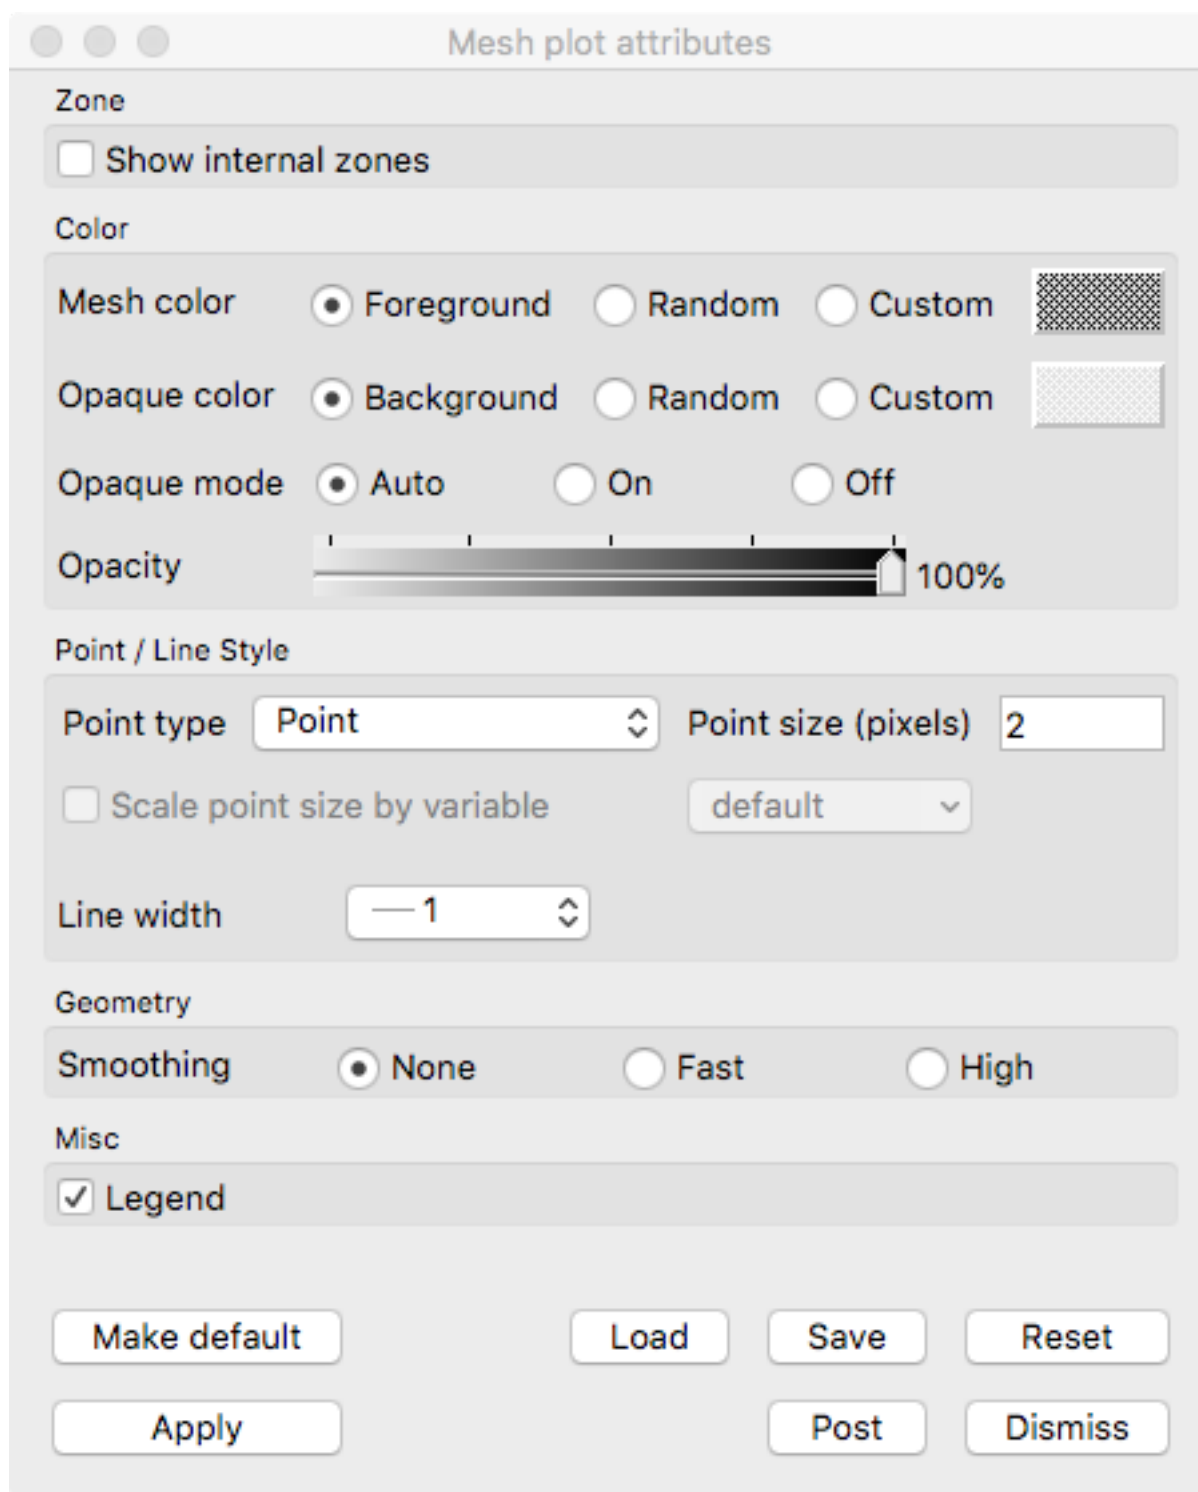 Mesh plot attributes
Zone
Show internal zones
Color
Mesh color Foreground Random Custom
Opaque color Background Random Custom
Opaque mode Auto On Off
Opacity 100%
Point / Line Style
Point type Point Point size (pixels) 2
Scale point size by variable default
Line width 1
Geometry
Smoothing None Fast High
Misc
Legend
Make default Load Save Reset
Apply Post Dismiss